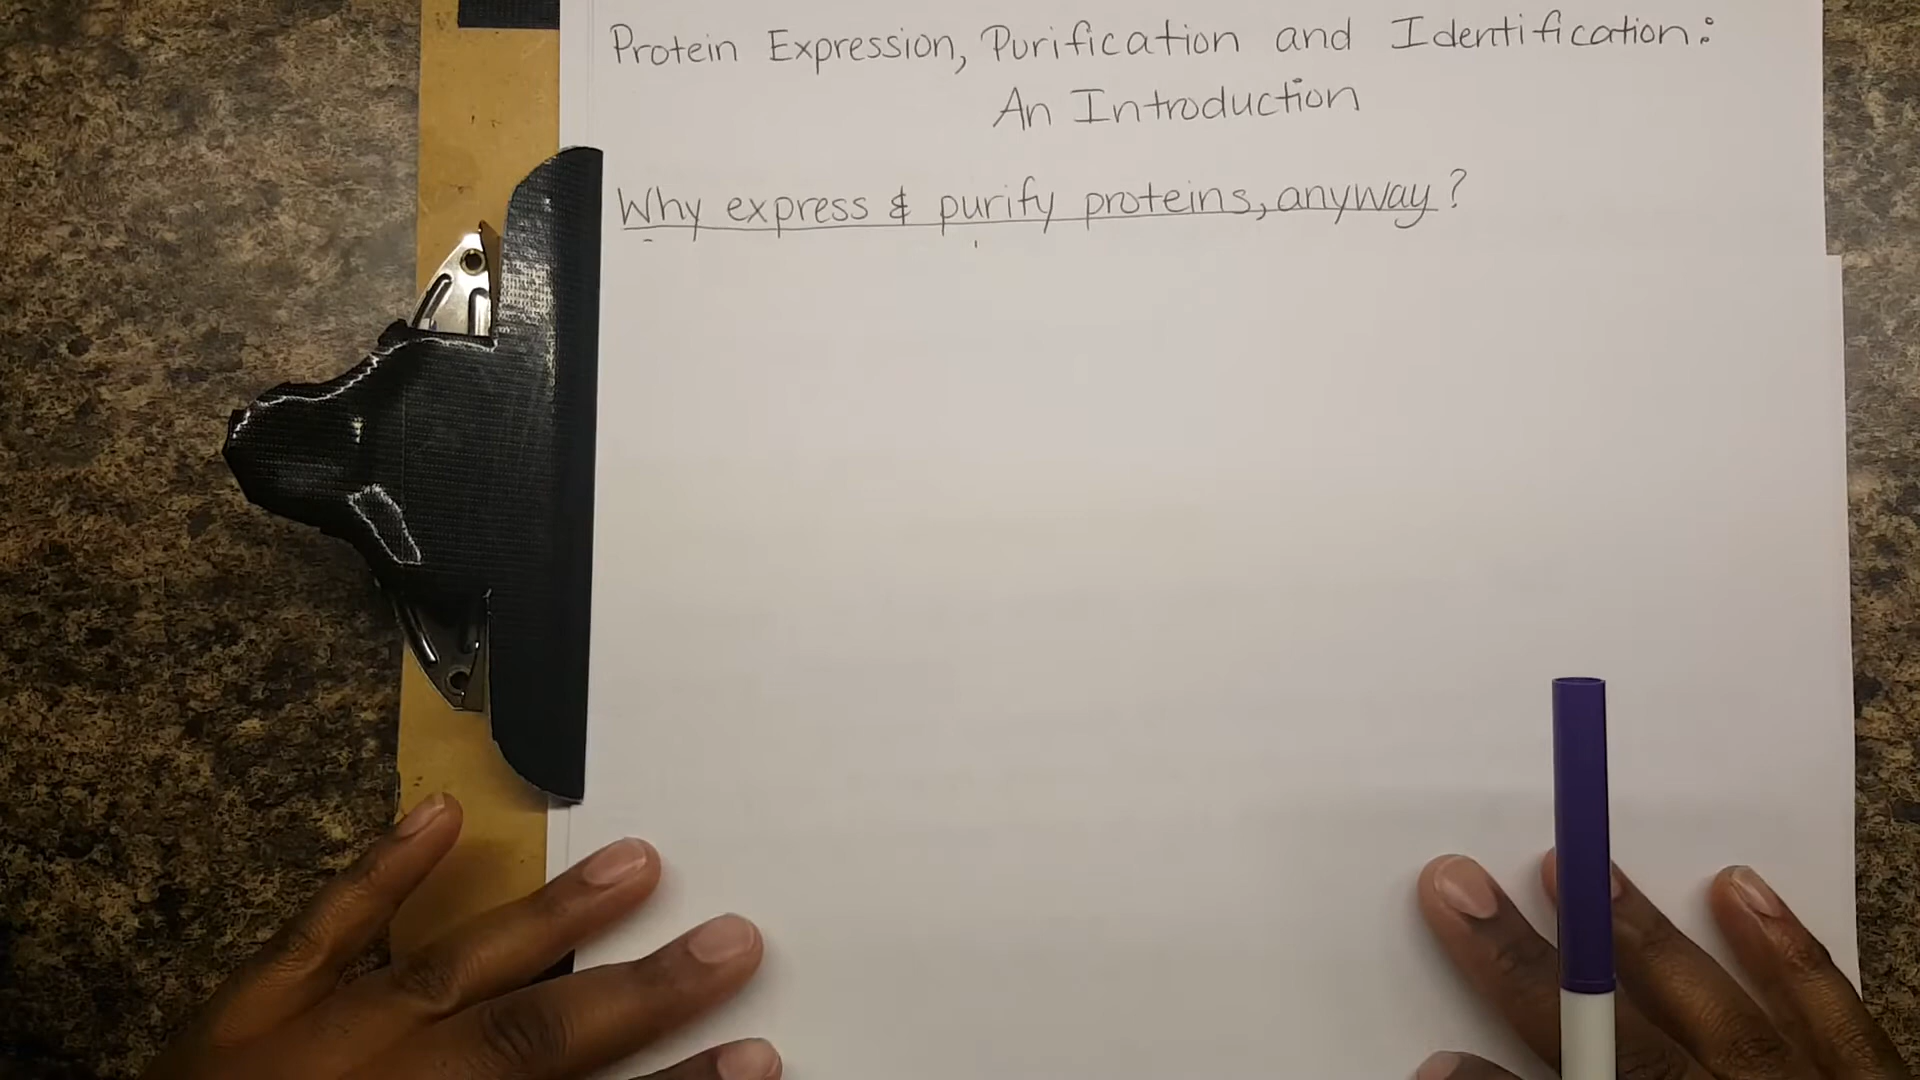 Protein Expression, Purification and Identification:
An Introduction
Why express & purify proteins, anyway?